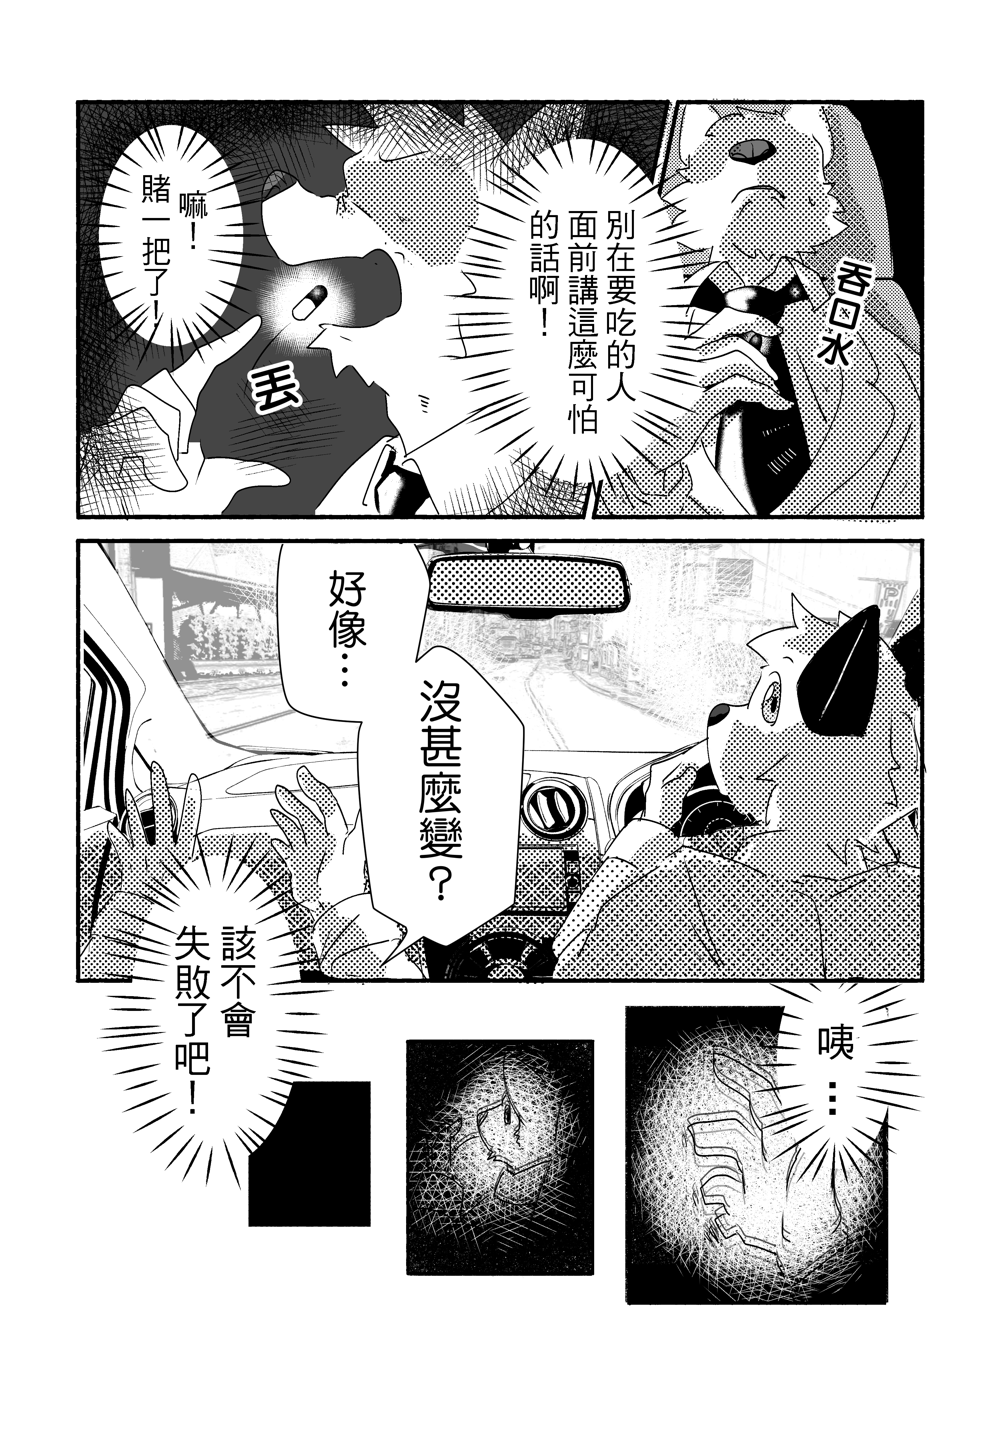 吞口水
別在要吃的人
面前講這麼可怕
的話啊！
丟
嘛！
賭一把了！
好像…
沒甚麼變？
咦…
該不會
失敗了吧！